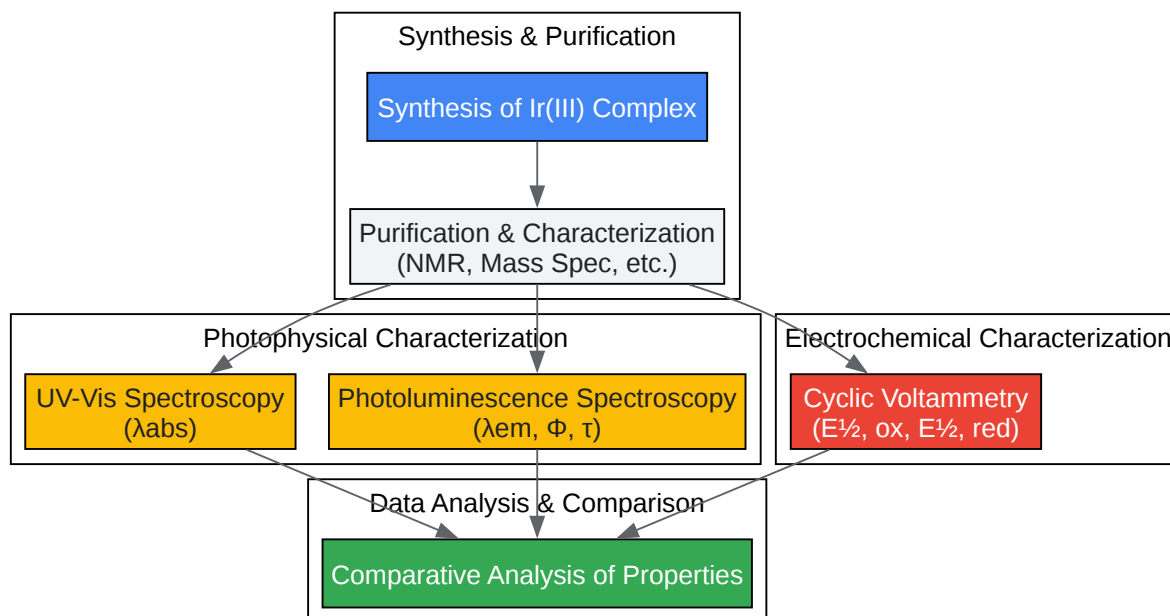 Synthesis & Purification
Synthesis of Ir(III) Complex
Purification & Characterization
(NMR, Mass Spec, etc.)
Photophysical Characterization
Electrochemical Characterization
UV-Vis Spectroscopy
(λabs)
Photoluminescence Spectroscopy
(λem, Φ, τ)
Cyclic Voltammetry
(E½, ox, E½, red)
Data Analysis & Comparison
Comparative Analysis of Properties